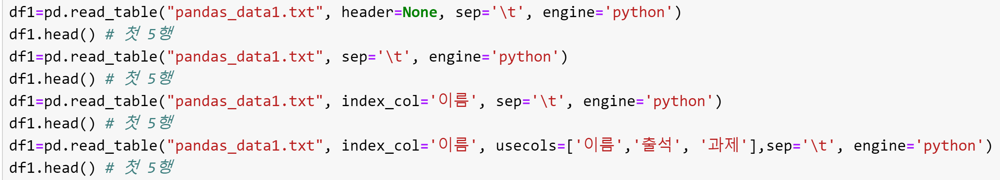 df1=pd.read_table("pandas_data1.txt", header=None, sep='\t', engine='python')
df1.head() # 첫 5행
df1=pd.read_table("pandas_data1.txt", sep='\t', engine='python')
df1.head() # 첫 5행
df1=pd.read_table("pandas_data1.txt", index_col='이름', sep='\t', engine='python')
df1.head() # 첫 5행
df1=pd.read_table("pandas_data1.txt", index_col='이름', usecols=['이름','출석', '과제'],sep='\t', engine='python')
df1.head() # 첫 5행